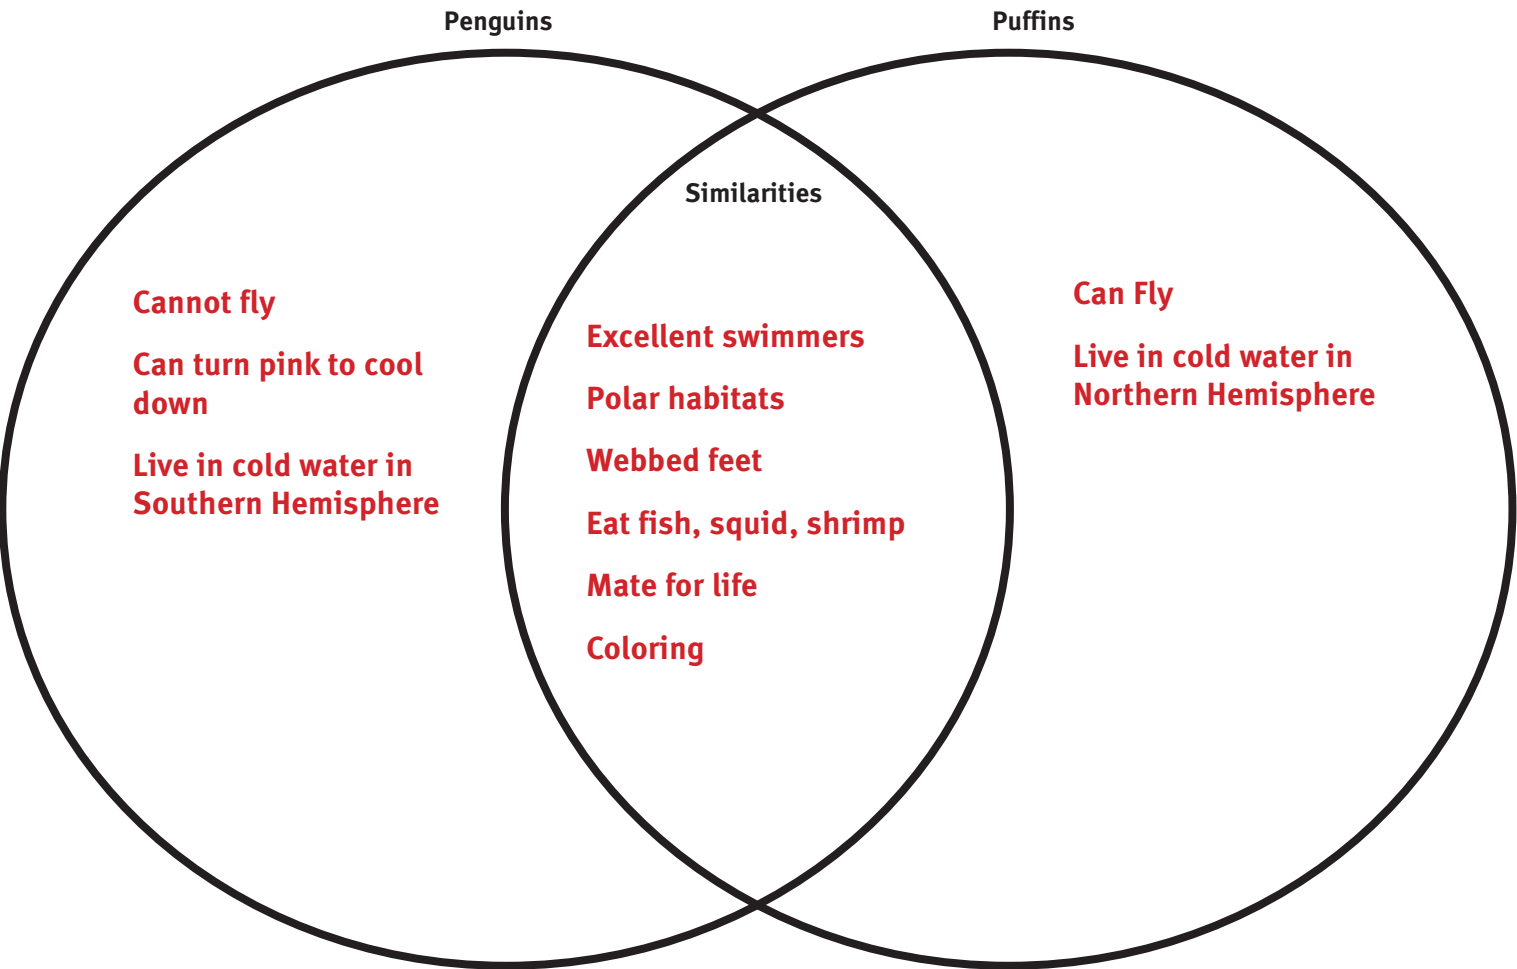 Penguins
Puffins
Similarities
Cannot fly
Can turn pink to cool
down
Live in cold water in
Southern Hemisphere
Excellent swimmers
Polar habitats
Webbed feet
Eat fish, squid, shrimp
Mate for life
Coloring
Can Fly
Live in cold water in
Northern Hemisphere